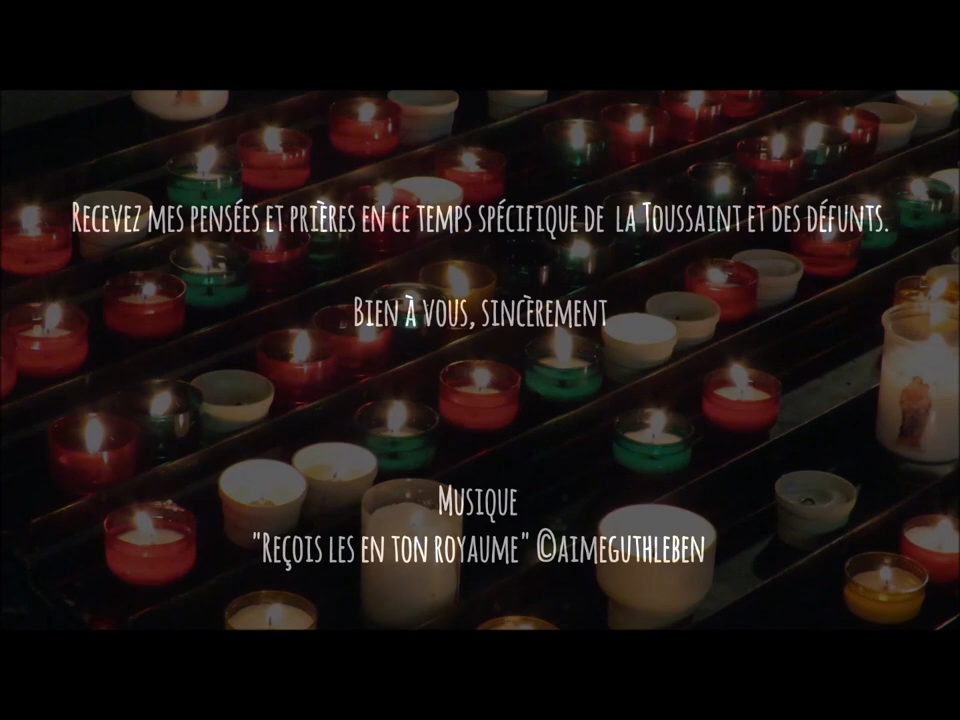 Recevez mes pensées et prières en ce temps spécifique de la Toussaint et des défunts.
Bien à vous, sincèrement
Musique
"Reçois les en ton royaume" ©aimeguthleben